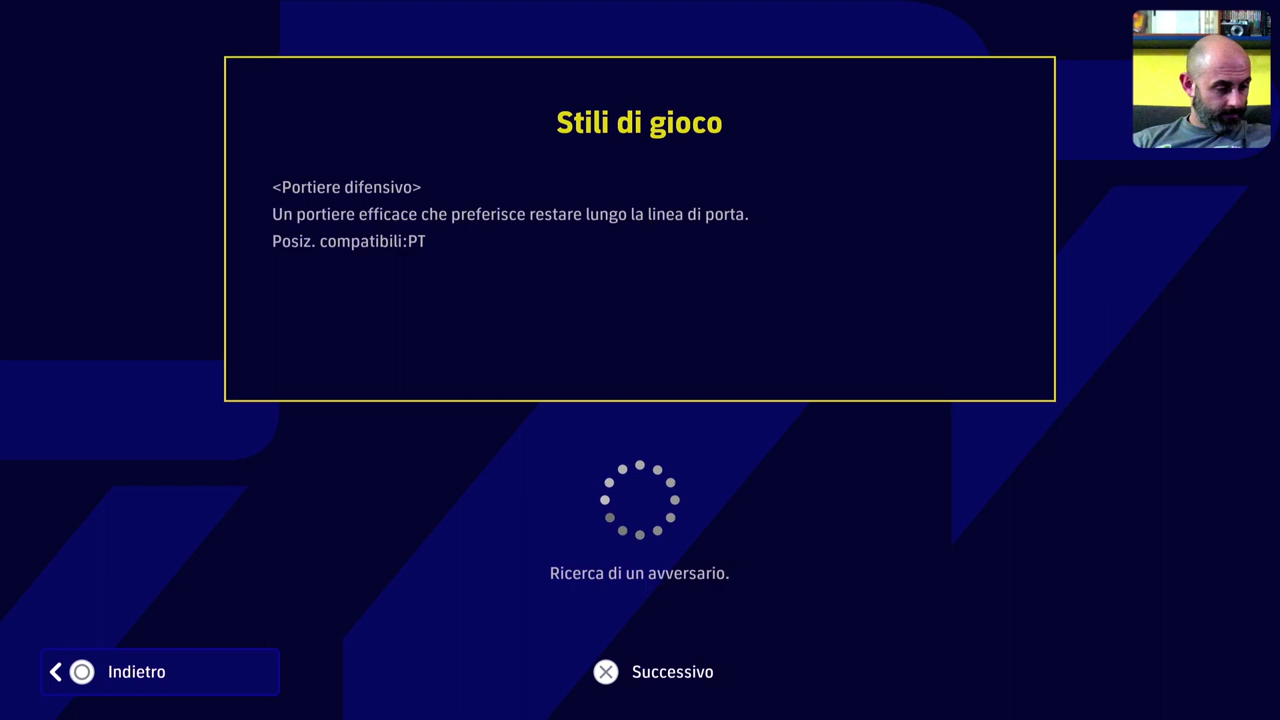 Stili di gioco
<Portiere difensivo>
Un portiere efficace che preferisce restare lungo la linea di porta.
Posiz. compatibili:PT
Ricerca di un avversario.
Indietro
Successivo